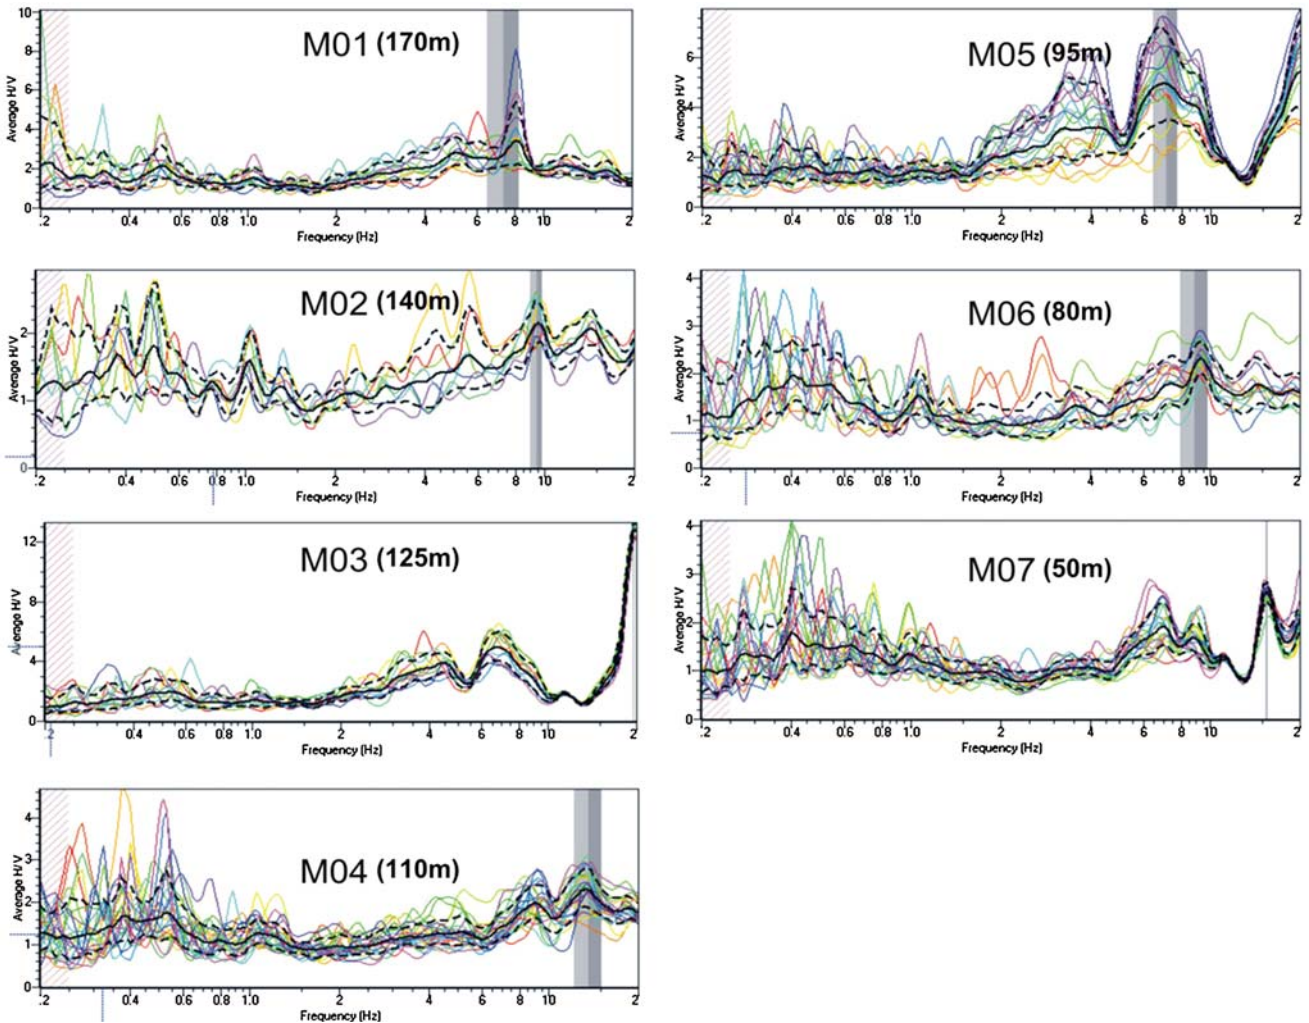 10
8
6
4
2
0
Average H/V
M01 (170m)
.2 0.4 0.6 0.8 1.0 2 4 6 8 10 2
Frequency (Hz)
6
4
2
0
Average H/V
M05 (95m)
.2 0.4 0.6 0.8 1.0 2 4 6 8 10 2
Frequency (Hz)
2
1
0
Average H/V
M02 (140m)
.2 0.4 0.6 0.8 1.0 2 4 6 8 10 2
Frequency (Hz)
4
3
2
1
0
Average H/V
M06 (80m)
.2 0.4 0.6 0.8 1.0 2 4 6 8 10 2
Frequency (Hz)
12
8
4
0
Average H/V
M03 (125m)
.2 0.4 0.6 0.8 1.0 2 4 6 8 10 2
Frequency (Hz)
4
3
2
1
0
Average H/V
M07 (50m)
.2 0.4 0.6 0.8 1.0 2 4 6 8 10 2
Frequency (Hz)
4
3
2
1
0
Average H/V
M04 (110m)
.2 0.4 0.6 0.8 1.0 2 4 6 8 10 2
Frequency (Hz)